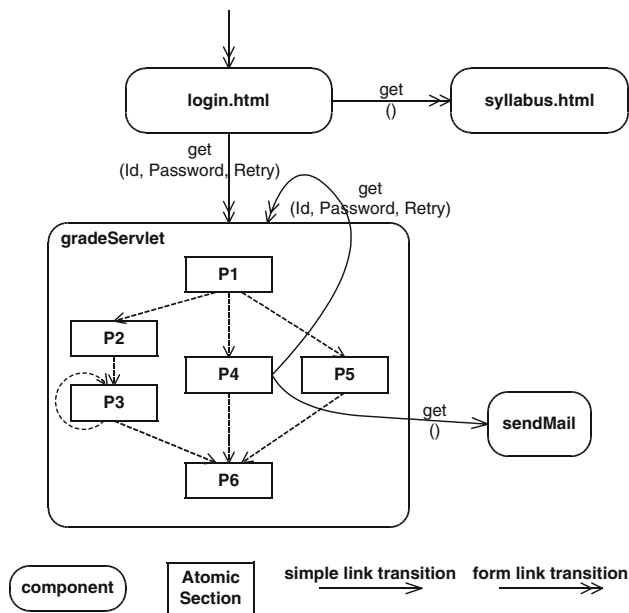 login.html
get
()
syllabus.html
get
(Id, Password, Retry)
get
(Id, Password, Retry)
gradeServlet
P1
P2
P4
P5
P3
get
()
sendMail
P6
component
Atomic
Section
simple link transition
form link transition